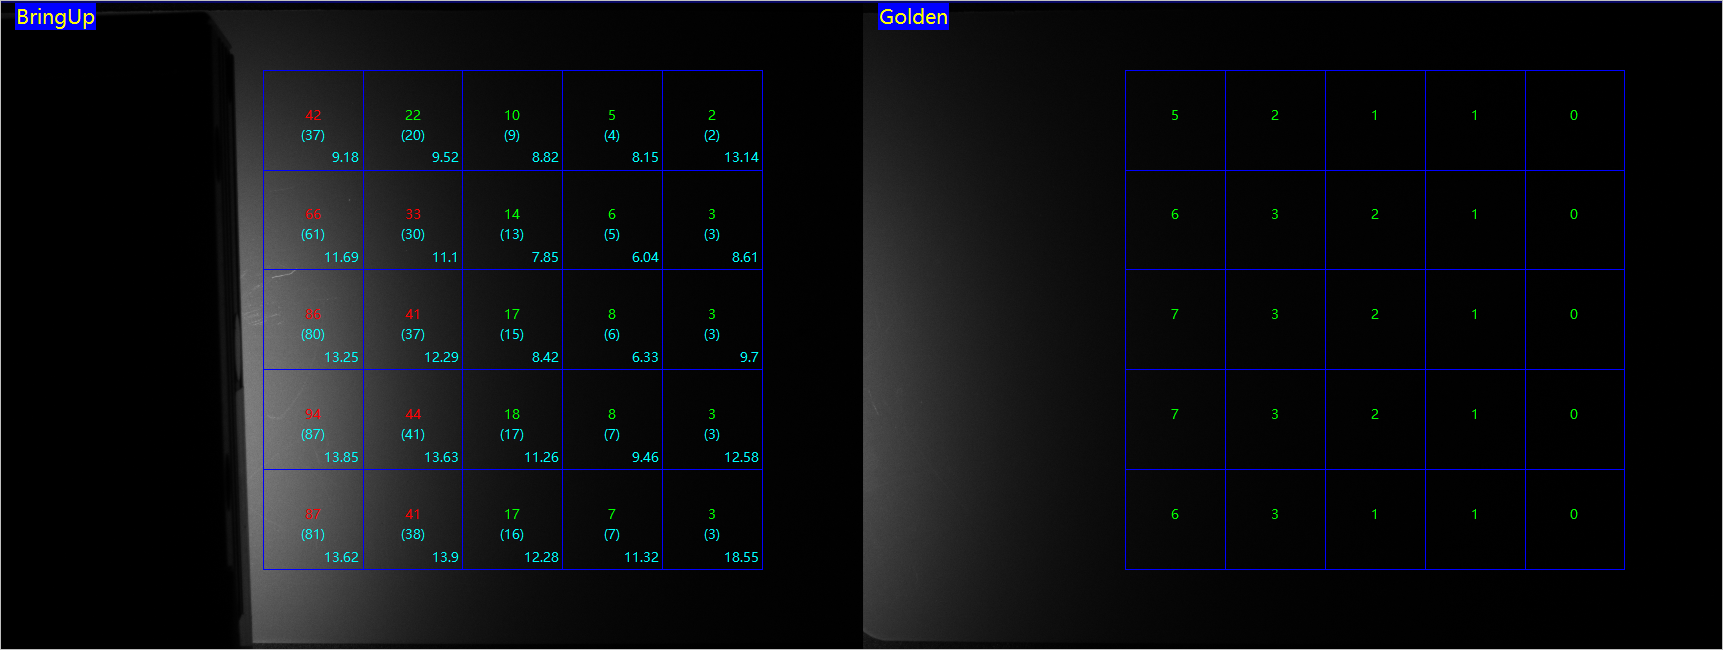 BringUp
Golden
42 22 10 5 2
(37) (20) (9) (4) (2)
9.18 9.52 8.82 8.15 13.14
66 33 14 6 3
(61) (30) (13) (5) (3)
11.69 11.1 7.85 6.04 8.61
86 41 17 8 3
(80) (37) (15) (6) (3)
13.25 12.29 8.42 6.33 9.7
94 44 18 8 3
(87) (41) (17) (7) (3)
13.85 13.63 11.26 9.46 12.58
87 41 17 7 3
(81) (38) (16) (7) (3)
13.62 13.9 12.28 11.32 18.55
5 2 1 1 0
6 3 2 1 0
7 3 2 1 0
7 3 2 1 0
6 3 1 1 0